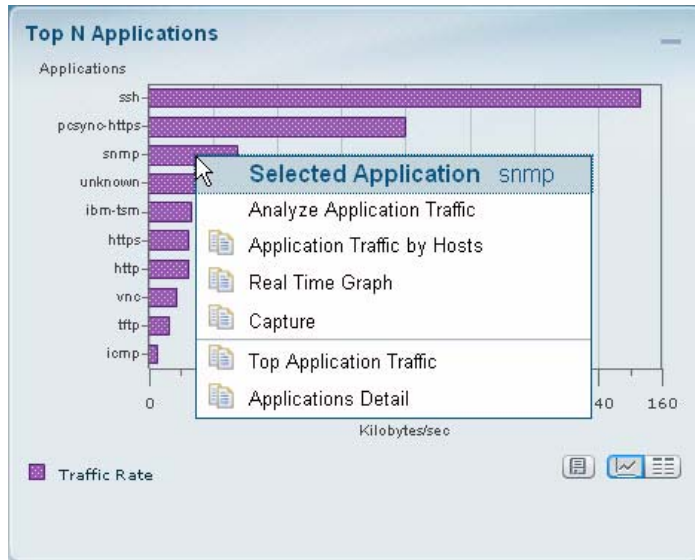 Top N Applications
Applications
ssh
pcsync-https
snmp
unknown
ibm-tsm
https
http
vnc
tftp
icmp
Selected Application snmp
Analyze Application Traffic
Application Traffic by Hosts
Real Time Graph
Capture
Top Application Traffic
Applications Detail
0 40 160
Kilobytes/sec
Traffic Rate